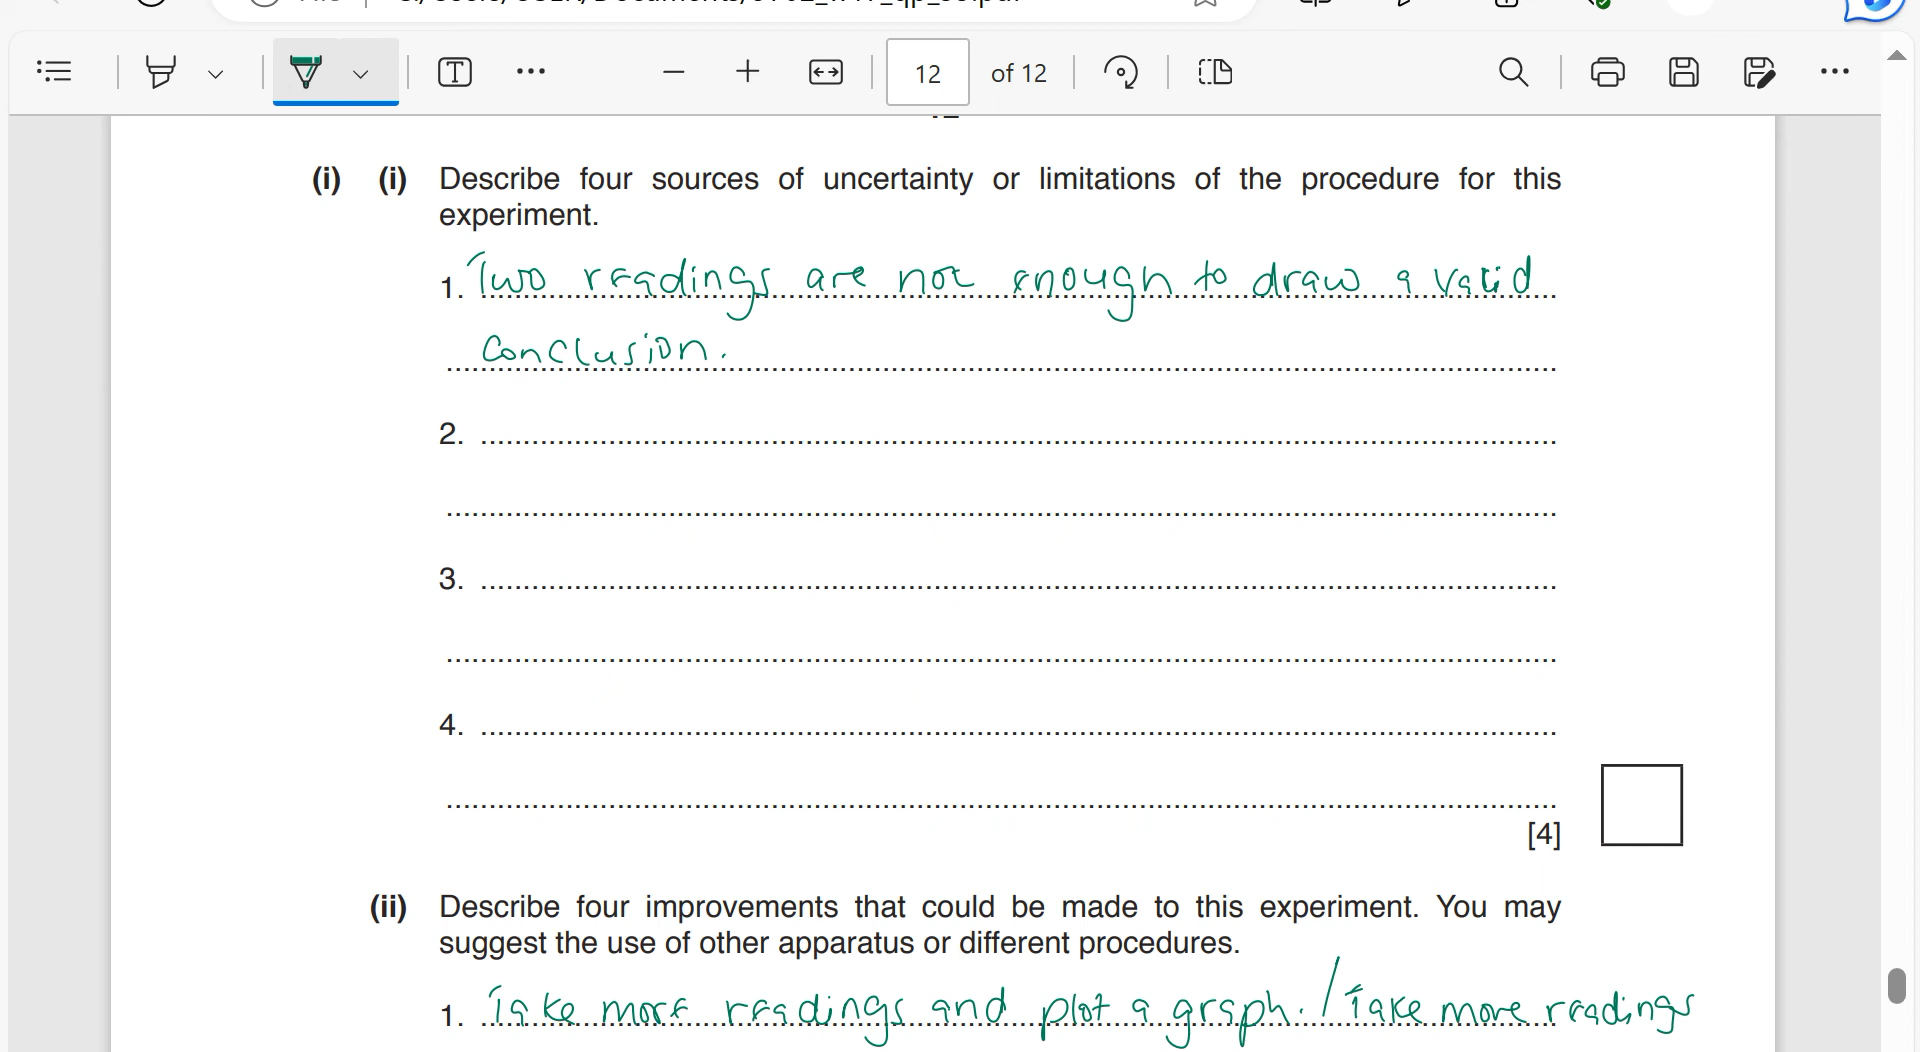 12 of 12
(i) (i) Describe four sources of uncertainty or limitations of the procedure for this
experiment.
1. Two readings are not enough to draw a valid
conclusion.
2.
3.
4.
[4]
(ii) Describe four improvements that could be made to this experiment. You may
suggest the use of other apparatus or different procedures.
1. Take more readings and plot a graph. / Take more readings